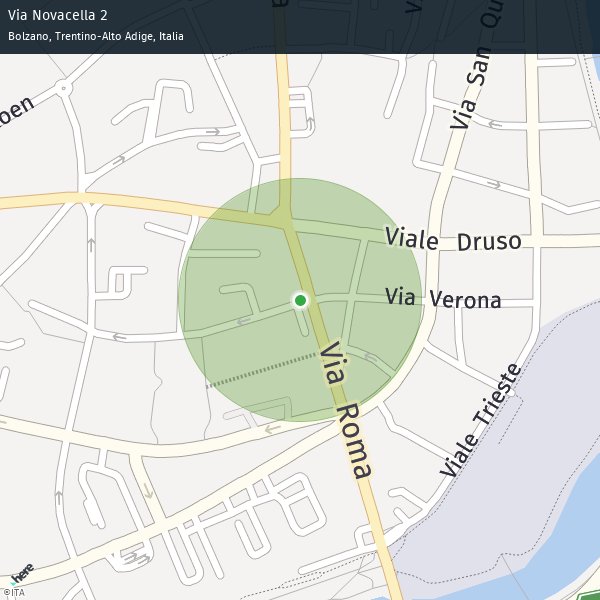 Via Novacella 2
Bolzano, Trentino-Alto Adige, Italia
Via San Qu
oen
Viale Druso
Via Verona
Via Roma
Viale Trieste
here
©ITA